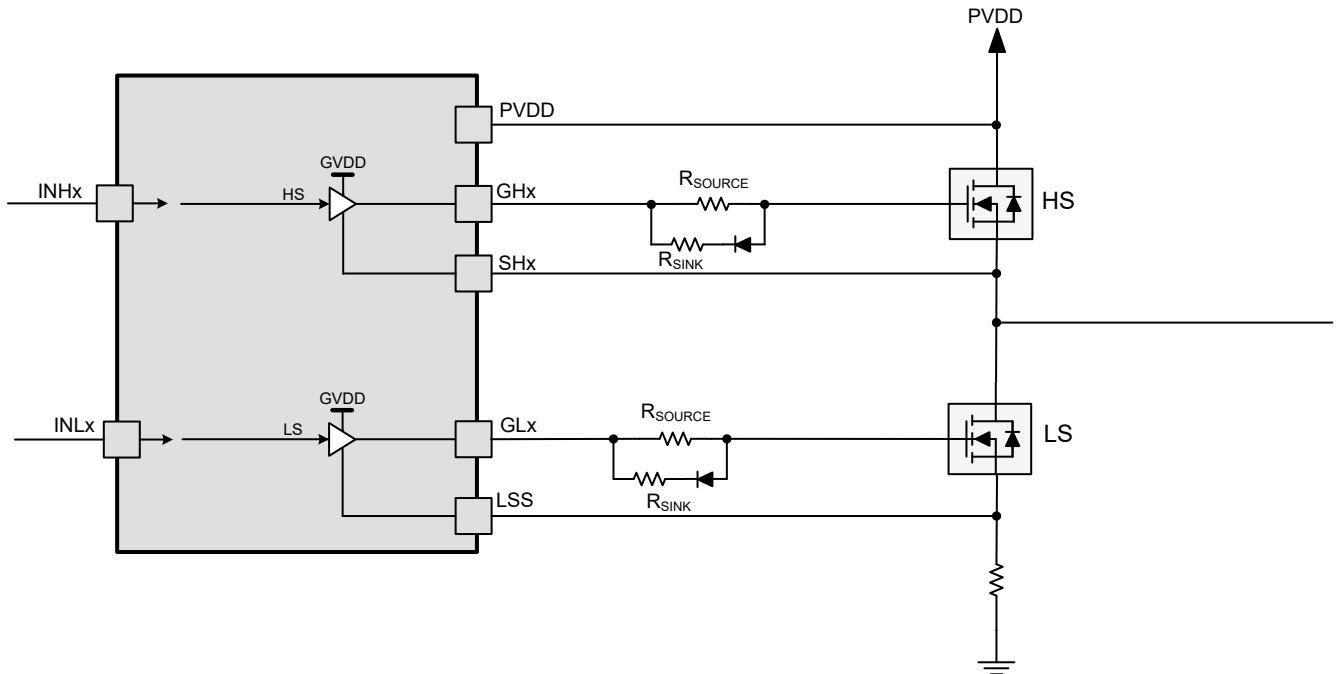 PVDD
PVDD
GVDD
INHx
HS
GHx
RSOURCE
HS
RSINK
SHx
GVDD
INLx
LS
GLx
RSOURCE
LS
RSINK
LSS